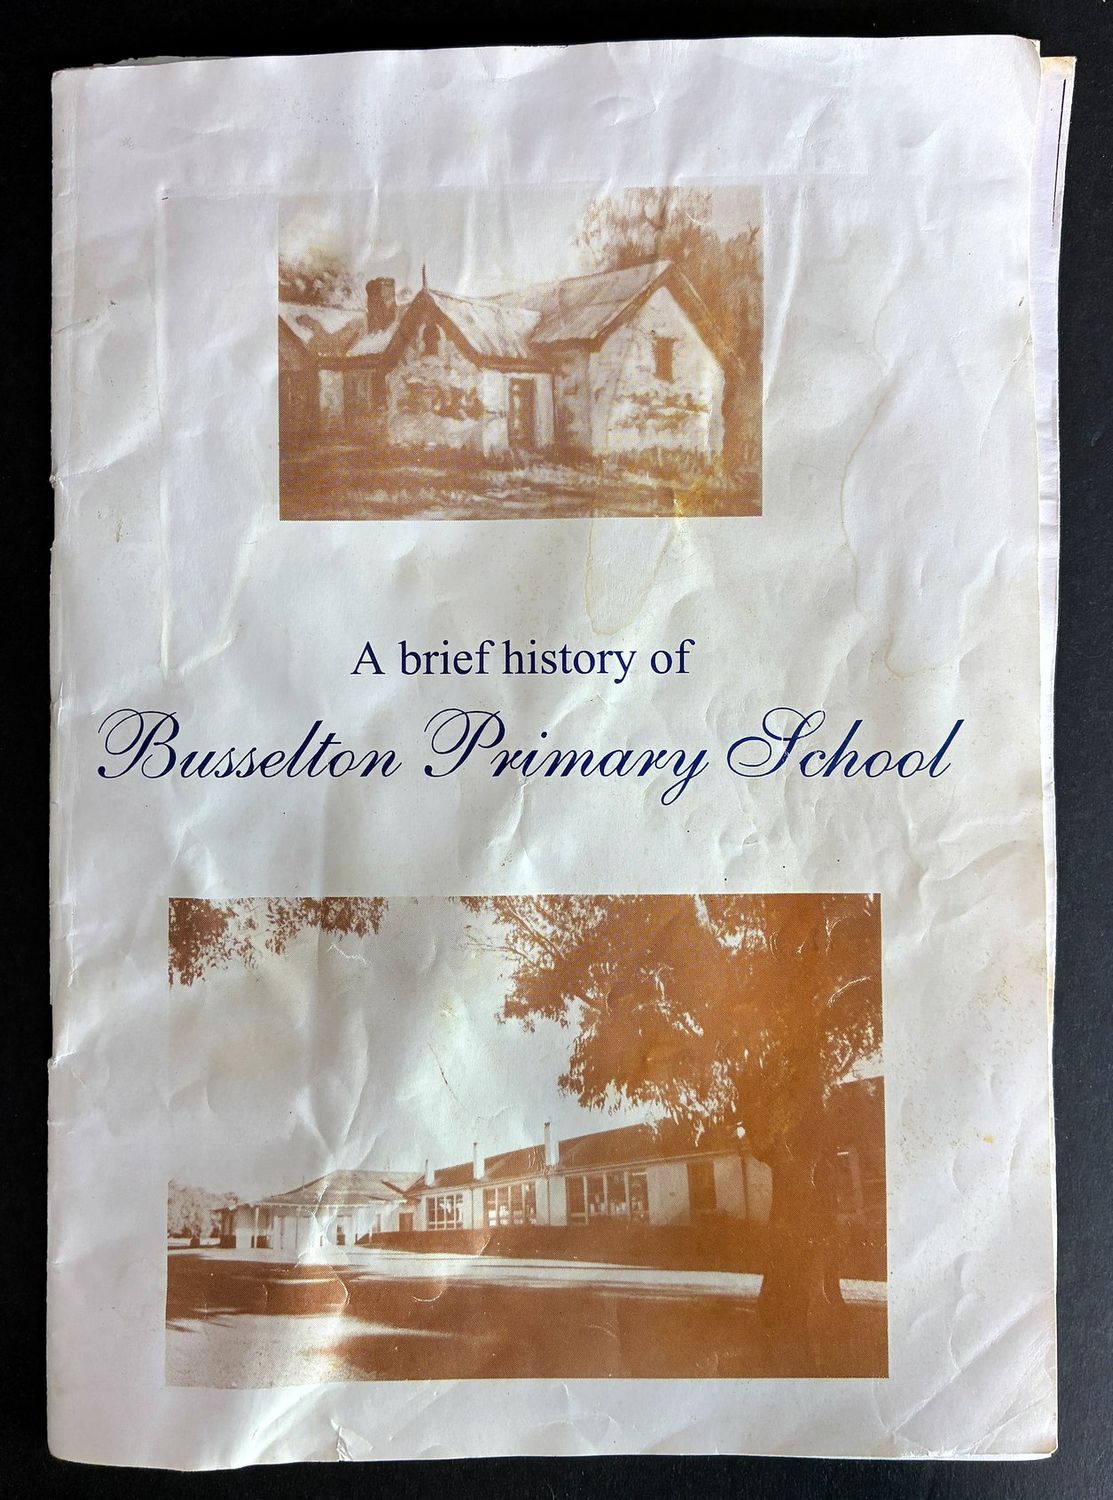 A brief history of
Busselton Primary School